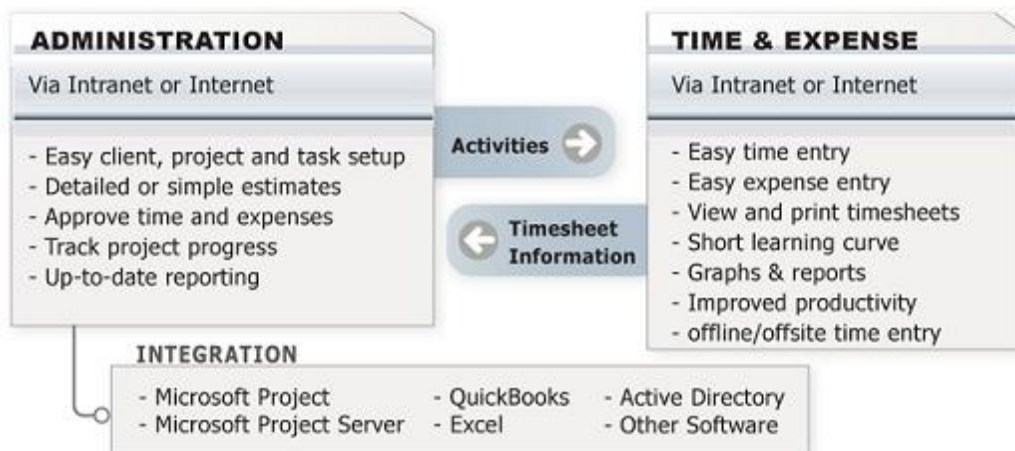 ADMINISTRATION
Via Intranet or Internet
- Easy client, project and task setup
- Detailed or simple estimates
- Approve time and expenses
- Track project progress
- Up-to-date reporting
Activities
Timesheet
Information
TIME & EXPENSE
Via Intranet or Internet
- Easy time entry
- Easy expense entry
- View and print timesheets
- Short learning curve
- Graphs & reports
- Improved productivity
- offline/offsite time entry
INTEGRATION
- Microsoft Project - QuickBooks - Active Directory
- Microsoft Project Server - Excel - Other Software